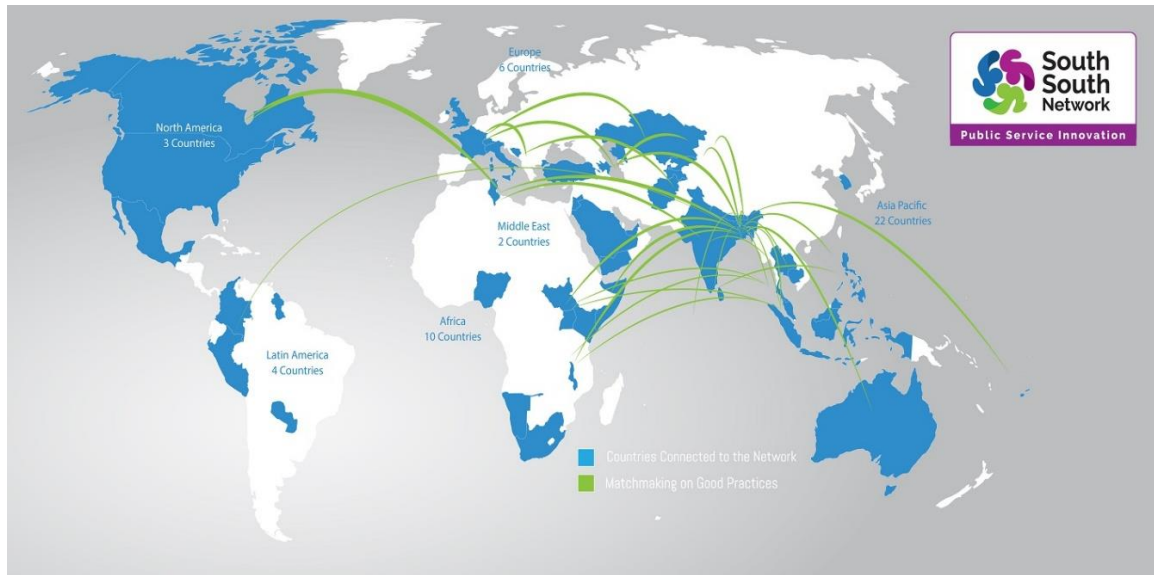 Europe
6 Countries
South
South
Network
Public Service Innovation
North America
3 Countries
Asia Pacific
22 Countries
Middle East
2 Countries
Africa
10 Countries
Latin America
4 Countries
Countries Connected to the Network
Matchmaking on Good Practices